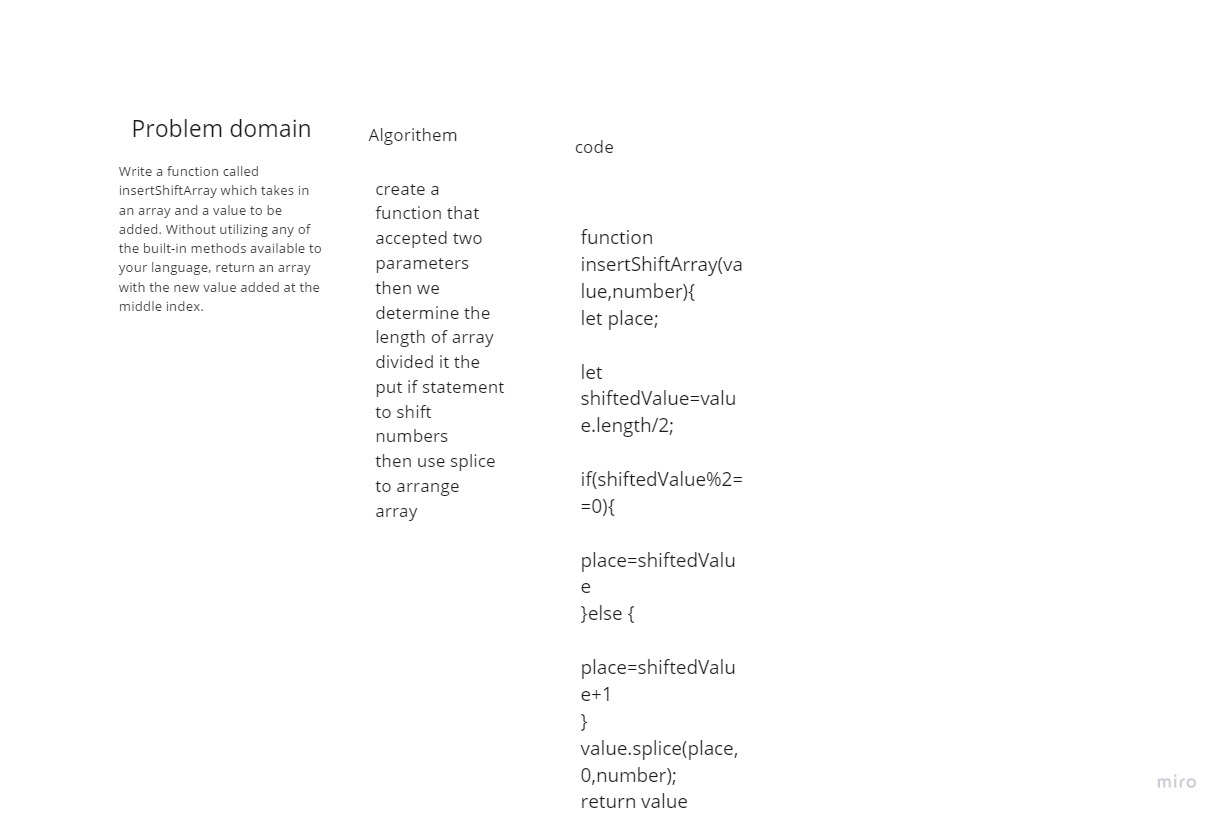 Problem domain
Write a function called
insertShiftArray which takes in
an array and a value to be
added. Without utilizing any of
the built-in methods available to
your language, return an array
with the new value added at the
middle index.
Algorithem
create a
function that
accepted two
parameters
then we
determine the
length of array
divided it the
put if statement
to shift
numbers
then use splice
to arrange
array
code
function
insertShiftArray(va
lue,number){
let place;
let
shiftedValue=valu
e.length/2;
if(shiftedValue%2=
=0){
place=shiftedValu
e
}else {
place=shiftedValu
e+1
}
value.splice(place,
0,number);
return value
miro